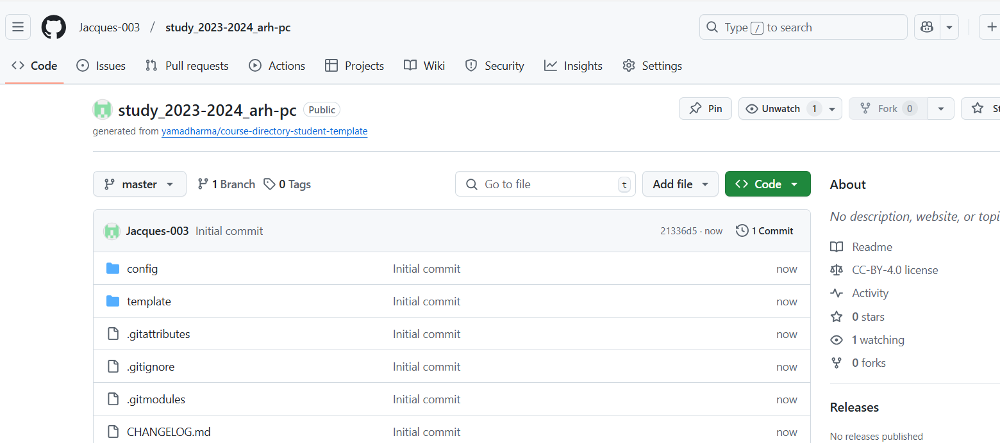 Jacques-003 / study_2023-2024_arh-pc
Type / to search
Code Issues Pull requests Actions Projects Wiki Security Insights Settings
study_2023-2024_arh-pc Public
Pin Unwatch 1 Fork 0
generated from yamadharma/course-directory-student-template
master 1 Branch 0 Tags
Go to file t
Add file Code
About
Jacques-003 Initial commit 21336d5 · now 1 Commit
No description, website, or
config Initial commit now
Readme
CC-BY-4.0 license
template Initial commit now
Activity
0 stars
.gitattributes Initial commit now
1 watching
.gitignore Initial commit now
0 forks
.gitmodules Initial commit now
Releases
CHANGELOG.md Initial commit now
No releases published